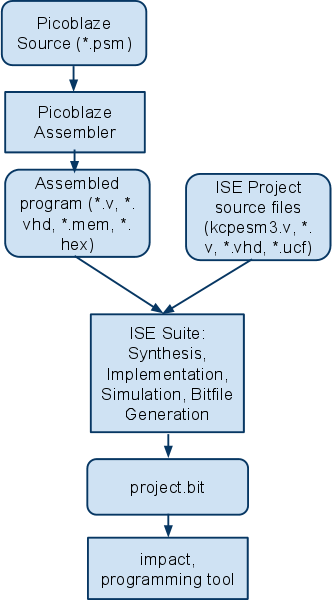 Picoblaze
Source (*.psm)
Picoblaze
Assembler
Assembled
program (*.v, *.
vhd, *.mem, *.
hex)
ISE Project
source files
(kcpesm3.v, *.
v, *.vhd, *.ucf)
ISE Suite:
Synthesis,
Implementation,
Simulation, Bitfile
Generation
project.bit
impact,
programming tool